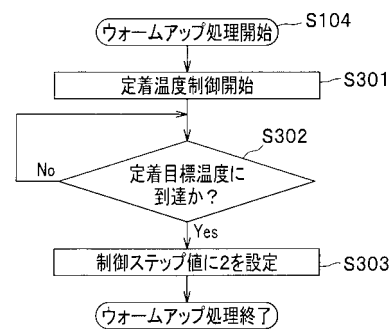 ウォームアップ処理開始
S104
定着温度制御開始
S301
S302
定着目標温度に
到達か？
No
Yes
制御ステップ値に2を設定
S303
ウォームアップ処理終了